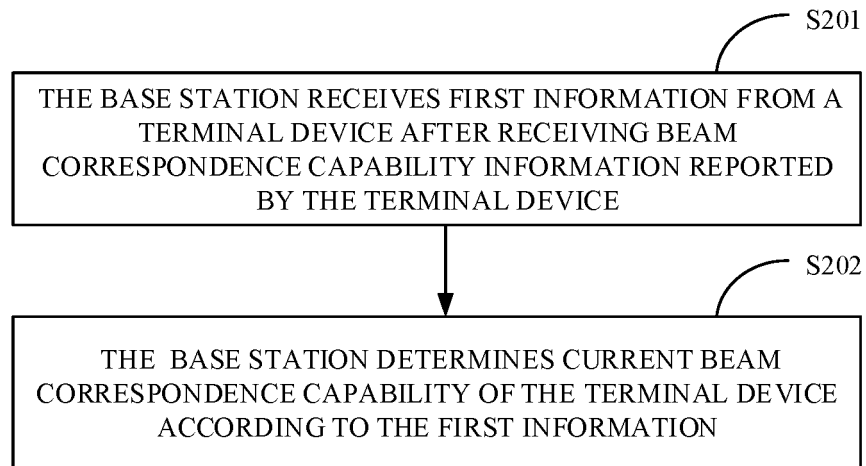 S201
THE BASE STATION RECEIVES FIRST INFORMATION FROM A
TERMINAL DEVICE AFTER RECEIVING BEAM
CORRESPONDENCE CAPABILITY INFORMATION REPORTED
BY THE TERMINAL DEVICE
S202
THE BASE STATION DETERMINES CURRENT BEAM
CORRESPONDENCE CAPABILITY OF THE TERMINAL DEVICE
ACCORDING TO THE FIRST INFORMATION